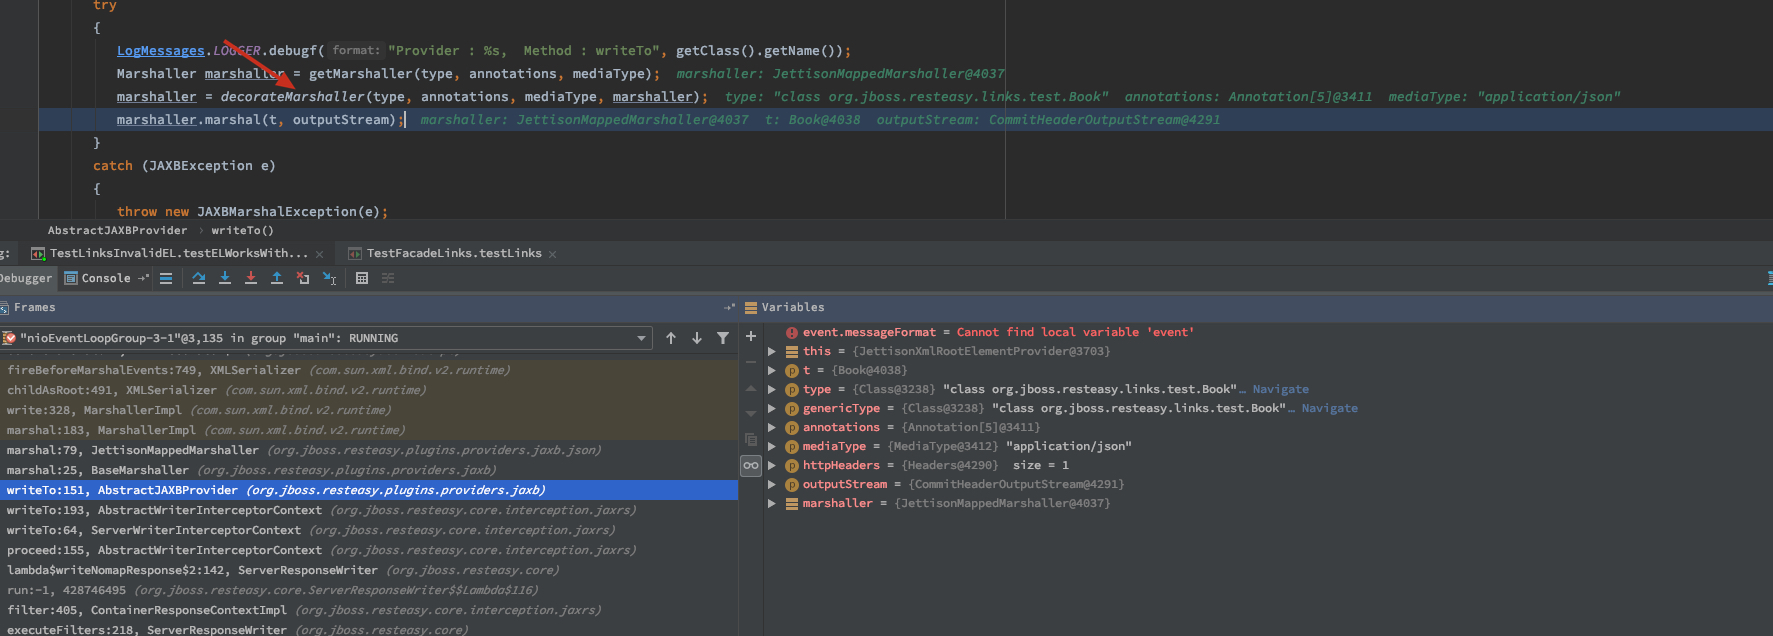 try
{
LogMessages.LOGGER.debugf( format: "Provider : %s,  Method : writeTo", getClass().getName());
Marshaller marshaller = getMarshaller(type, annotations, mediaType);  marshaller: JettisonMappedMarshaller@4037
marshaller = decorateMarshaller(type, annotations, mediaType, marshaller);  type: "class org.jboss.resteasy.links.test.Book"  annotations: Annotation[5]@3411  mediaType: "application/json"
marshaller.marshal(t, outputStream);  marshaller: JettisonMappedMarshaller@4037  t: Book@4038  outputStream: CommitHeaderOutputStream@4291
}
catch (JAXBException e)
{
throw new JAXBMarshalException(e);
AbstractJAXBProvider › writeTo()
g: TestLinksInvalidEL.testELWorksWith... × TestFacadeLinks.testLinks ×
Debugger Console
Frames
"nioEventLoopGroup-3-1"@3,135 in group "main": RUNNING
fireBeforeMarshalEvents:749, XMLSerializer (com.sun.xml.bind.v2.runtime)
childAsRoot:491, XMLSerializer (com.sun.xml.bind.v2.runtime)
write:328, MarshallerImpl (com.sun.xml.bind.v2.runtime)
marshal:183, MarshallerImpl (com.sun.xml.bind.v2.runtime)
marshal:79, JettisonMappedMarshaller (org.jboss.resteasy.plugins.providers.jaxb.json)
marshal:25, BaseMarshaller (org.jboss.resteasy.plugins.providers.jaxb)
writeTo:151, AbstractJAXBProvider (org.jboss.resteasy.plugins.providers.jaxb)
writeTo:193, AbstractWriterInterceptorContext (org.jboss.resteasy.core.interception.jaxrs)
writeTo:64, ServerWriterInterceptorContext (org.jboss.resteasy.core.interception.jaxrs)
proceed:155, AbstractWriterInterceptorContext (org.jboss.resteasy.core.interception.jaxrs)
lambda$writeNomapResponse$2:142, ServerResponseWriter (org.jboss.resteasy.core)
run:-1, 428746495 (org.jboss.resteasy.core.ServerResponseWriter$$Lambda$116)
filter:405, ContainerResponseContextImpl (org.jboss.resteasy.core.interception.jaxrs)
executeFilters:218, ServerResponseWriter (org.jboss.resteasy.core)
Variables
event.messageFormat = Cannot find local variable 'event'
this = {JettisonXmlRootElementProvider@3703}
t = {Book@4038}
type = {Class@3238} "class org.jboss.resteasy.links.test.Book"… Navigate
genericType = {Class@3238} "class org.jboss.resteasy.links.test.Book"… Navigate
annotations = {Annotation[5]@3411}
mediaType = {MediaType@3412} "application/json"
httpHeaders = {Headers@4290}  size = 1
outputStream = {CommitHeaderOutputStream@4291}
marshaller = {JettisonMappedMarshaller@4037}